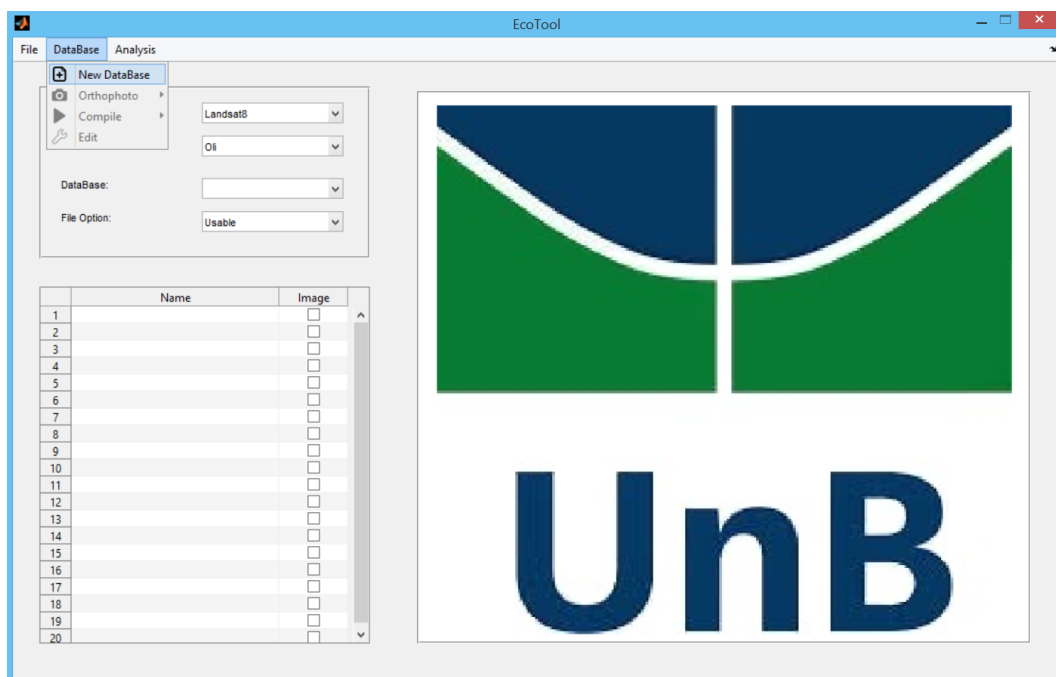 EcoTool
File DataBase Analysis
New DataBase
Orthophoto
Compile
Edit
Landsat8
Oli
DataBase:
File Option:
Usable
Name Image
1
2
3
4
5
6
7
8
9
10
11
12
13
14
15
16
17
18
19
20
UnB